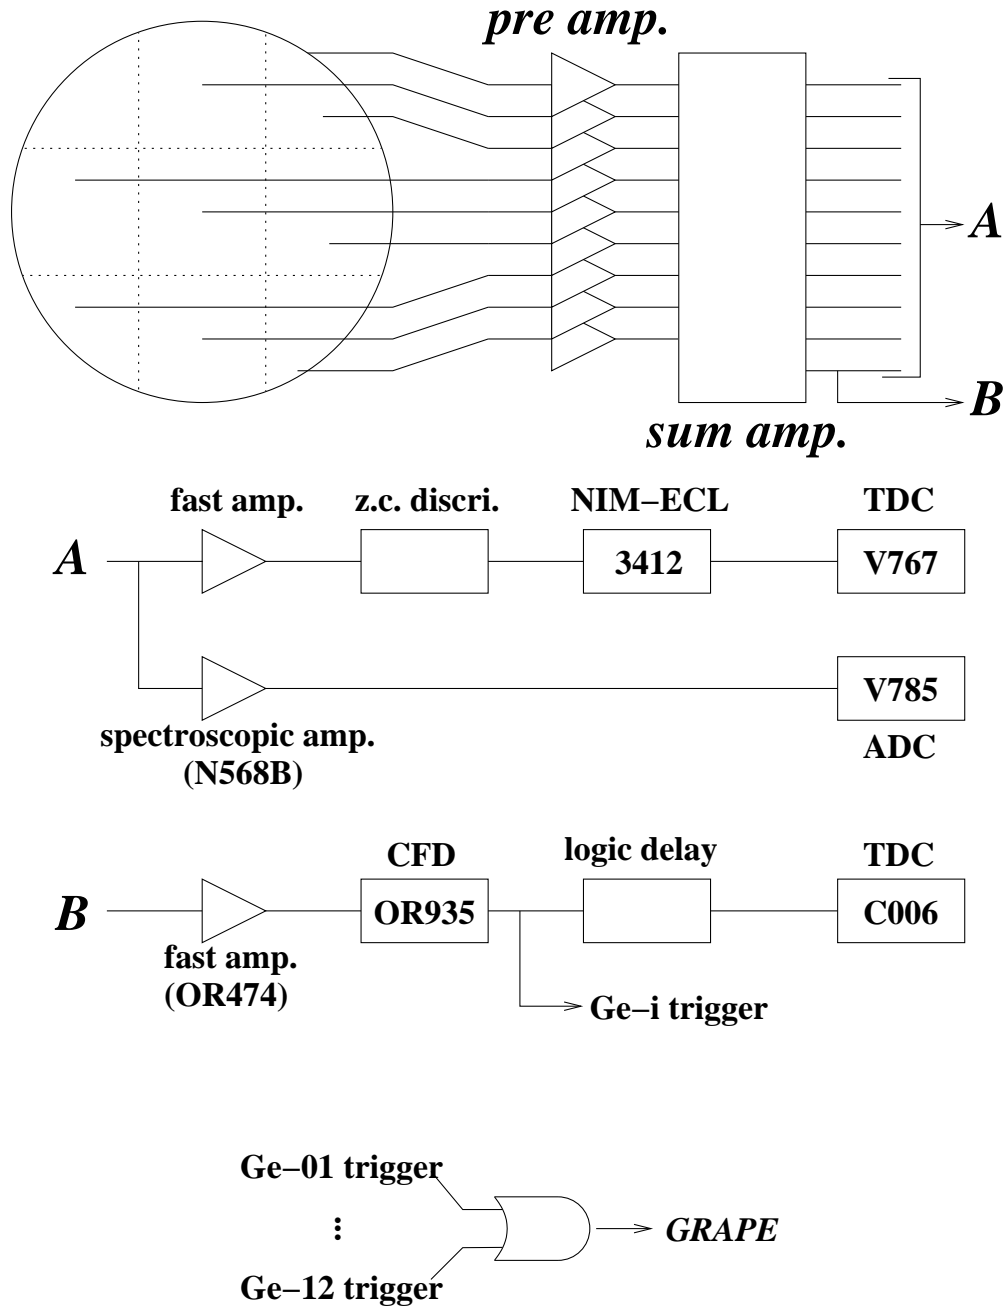 pre amp.
A
B
sum amp.
fast amp.
z.c. discri.
NIM−ECL
TDC
A
3412
V767
V785
spectroscopic amp.
(N568B)
ADC
CFD
logic delay
TDC
B
OR935
C006
fast amp.
(OR474)
Ge−i trigger
Ge−01 trigger
GRAPE
Ge−12 trigger